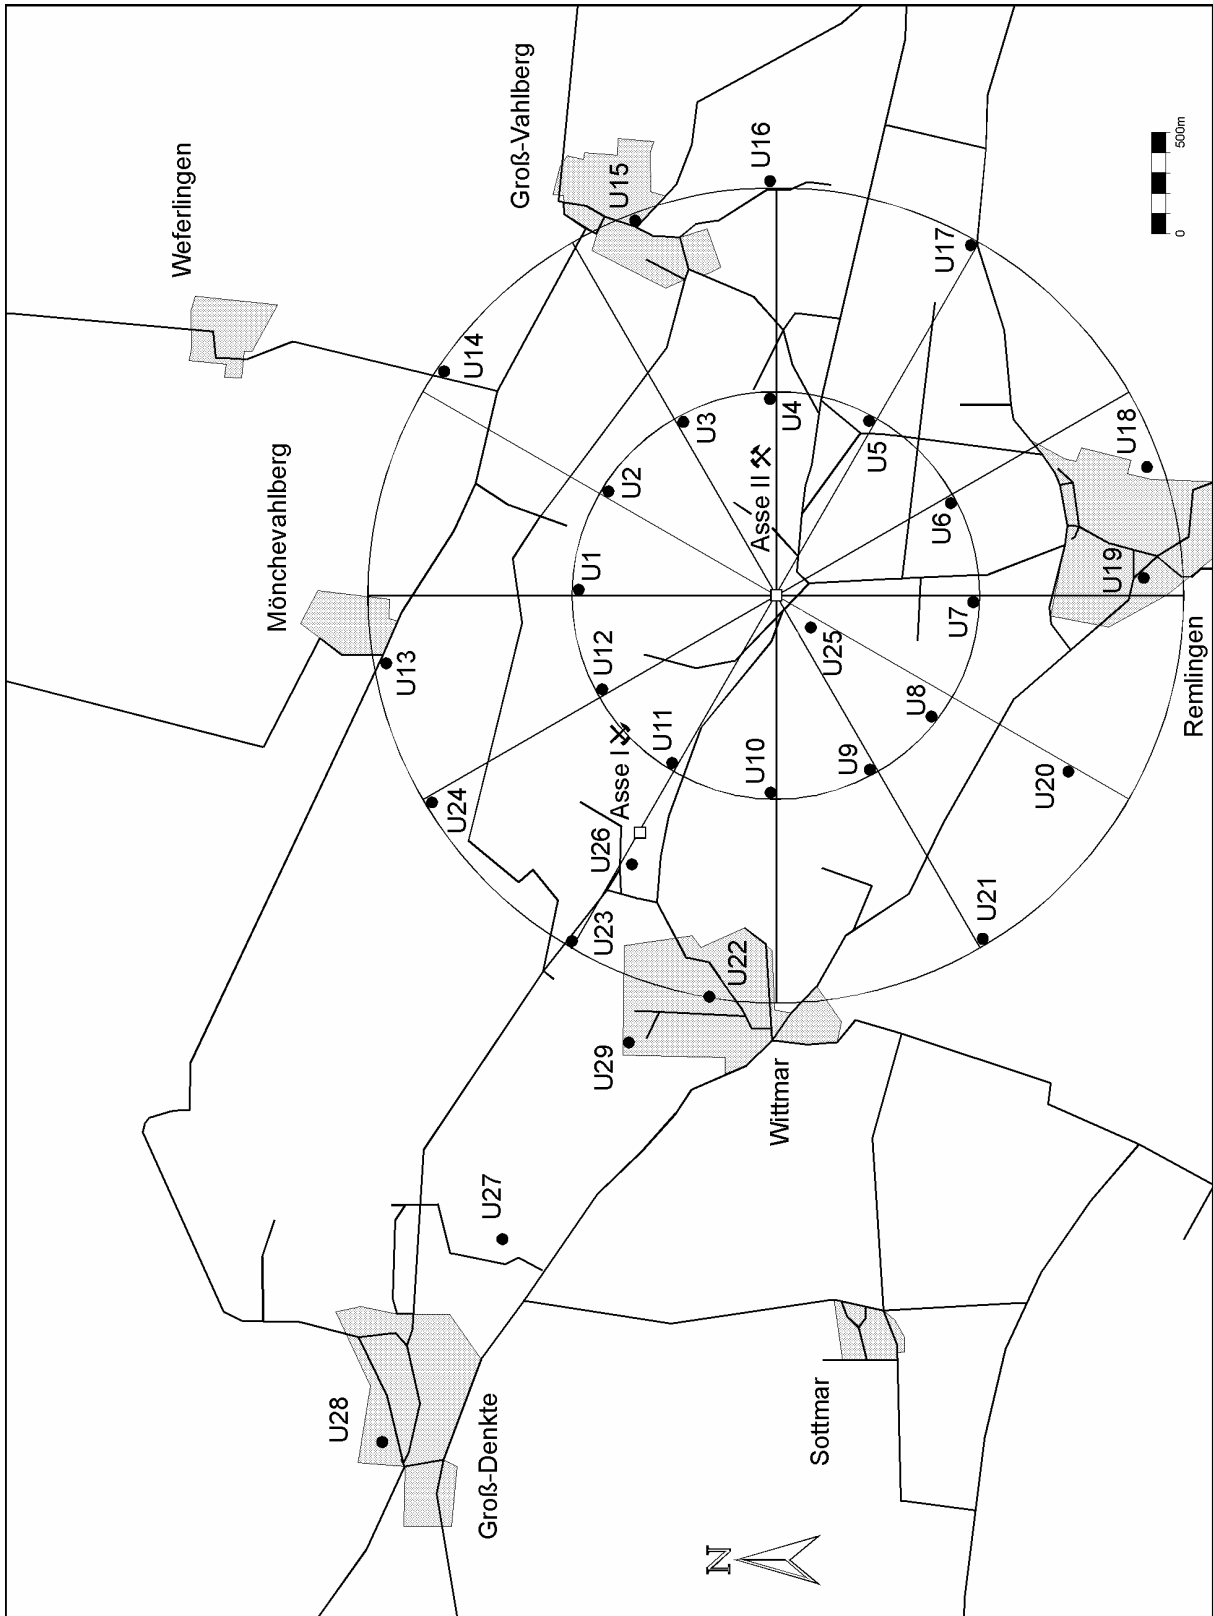 Weferlingen
Groß-Vahlberg
Mönchevahlberg
U14
U15
U16
U17
U18
U19
U13
U1
U2
U3
U4
U5
U6
U7
U8
U9
U10
U11
U12
U25
Asse II
Asse I
U24
U26
U23
U22
U29
U21
U20
Remlingen
Wittmar
U27
U28
Groß-Denkte
Sottmar
N
0
500m